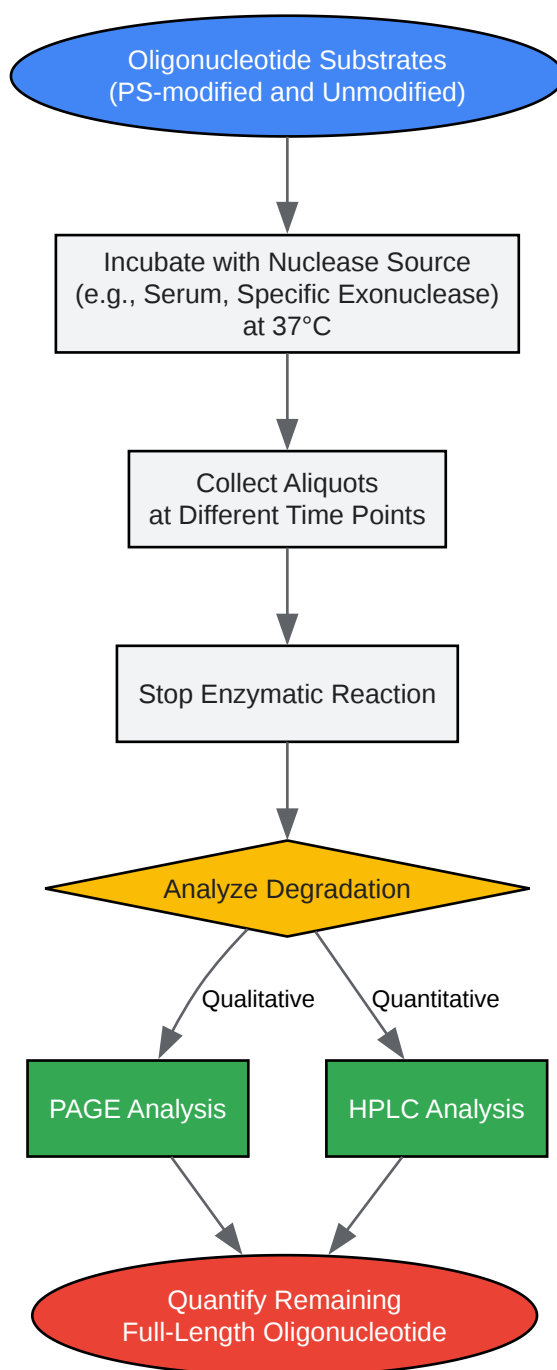 Oligonucleotide Substrates
(PS-modified and Unmodified)
Incubate with Nuclease Source
(e.g., Serum, Specific Exonuclease)
at 37°C
Collect Aliquots
at Different Time Points
Stop Enzymatic Reaction
Analyze Degradation
Qualitative
Quantitative
PAGE Analysis
HPLC Analysis
Quantify Remaining
Full-Length Oligonucleotide